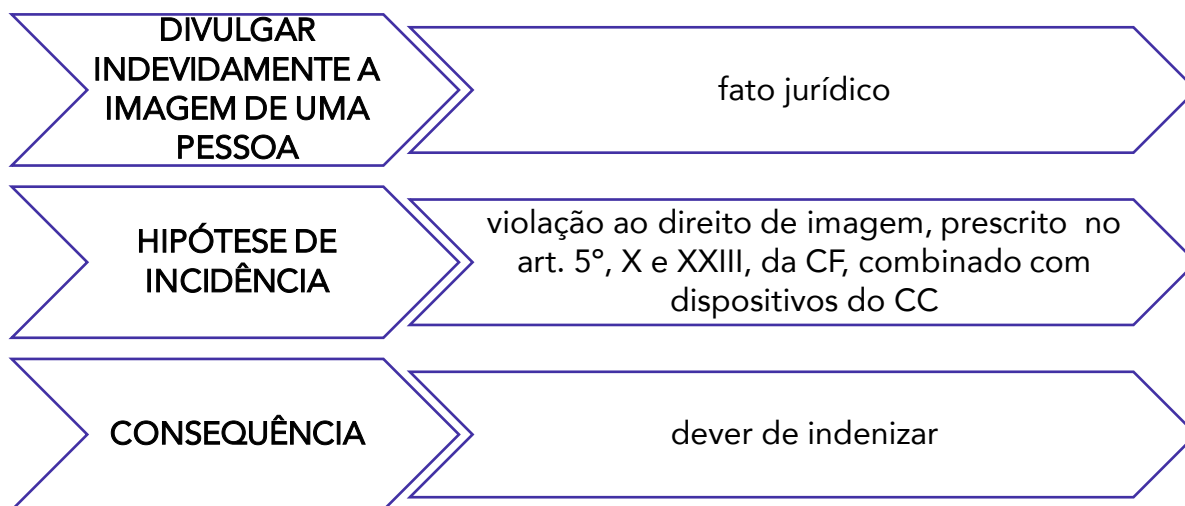 DIVULGAR
INDEVIDAMENTE A
IMAGEM DE UMA
PESSOA
fato jurídico
HIPÓTESE DE
INCIDÊNCIA
violação ao direito de imagem, prescrito no
art. 5º, X e XXIII, da CF, combinado com
dispositivos do CC
CONSEQUÊNCIA
dever de indenizar